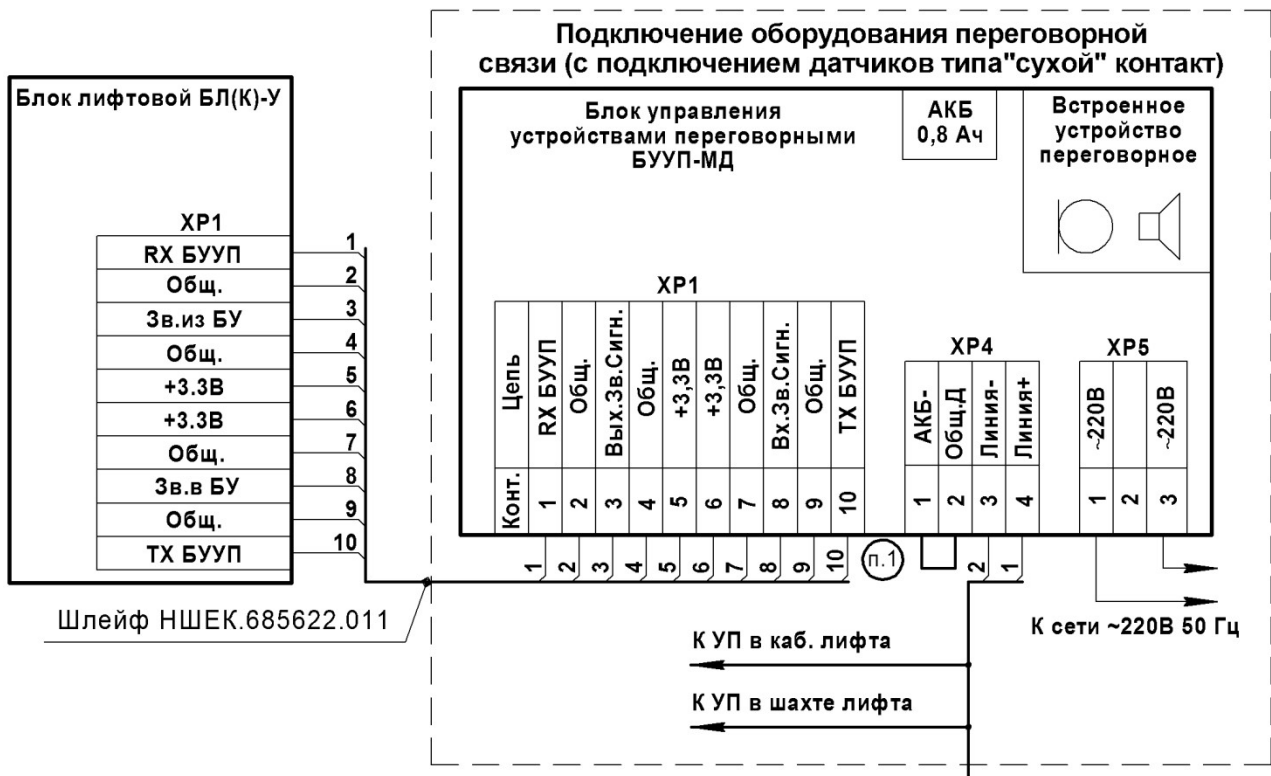 Подключение оборудования переговорной
связи (с подключением датчиков типа"сухой" контакт)
Блок лифтовой БЛ(К)-У
XP1
RX БУУП
Общ.
Зв.из БУ
Общ.
+3.3В
+3.3В
Общ.
Зв.в БУ
Общ.
TX БУУП
1
2
3
4
5
6
7
8
9
10
Шлейф НШЕК.685622.011
Блок управления
устройствами переговорными
БУУП-МД
АКБ
0,8 Ач
Встроенное
устройство
переговорное
XP1
Цепь
RX БУУП
Общ.
Вых.Зв.Сигн.
Общ.
+3,3В
+3,3В
Общ.
Вх.Зв.Сигн.
Общ.
TX БУУП
Конт.
1
2
3
4
5
6
7
8
9
10
1
2
3
4
5
6
7
8
9
10
п.1
XP4
АКБ-
Общ.Д
Линия-
Линия+
1
2
3
4
2
1
XP5
~220В
~220В
1
2
3
К сети ~220В 50 Гц
К УП в каб. лифта
К УП в шахте лифта